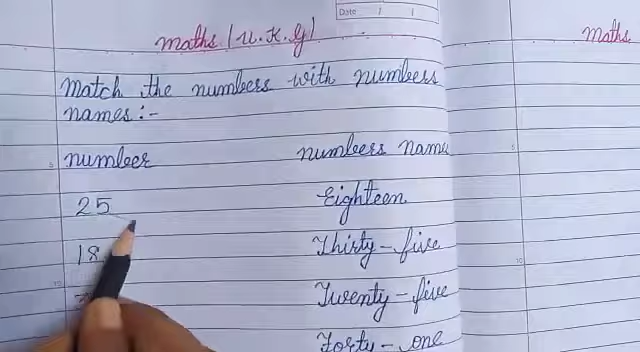 Date / /
Maths (U.K.G)
Maths
Match the numbers with numbers
names :-
number numbers name
25 Eighteen
18 Thirty-five
Twenty-five
Forty-one